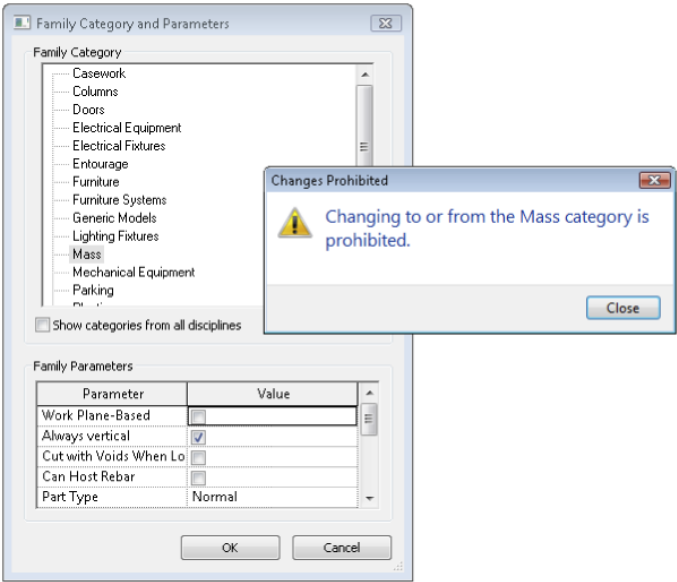 Family Category and Parameters
Family Category
Casework
Columns
Doors
Electrical Equipment
Electrical Fixtures
Entourage
Furniture
Furniture Systems
Generic Models
Lighting Fixtures
Mass
Mechanical Equipment
Parking
Show categories from all disciplines
Changes Prohibited
Changing to or from the Mass category is
prohibited.
Close
Family Parameters
Parameter Value
Work Plane-Based
Always vertical
Cut with Voids When Lo
Can Host Rebar
Part Type Normal
OK Cancel